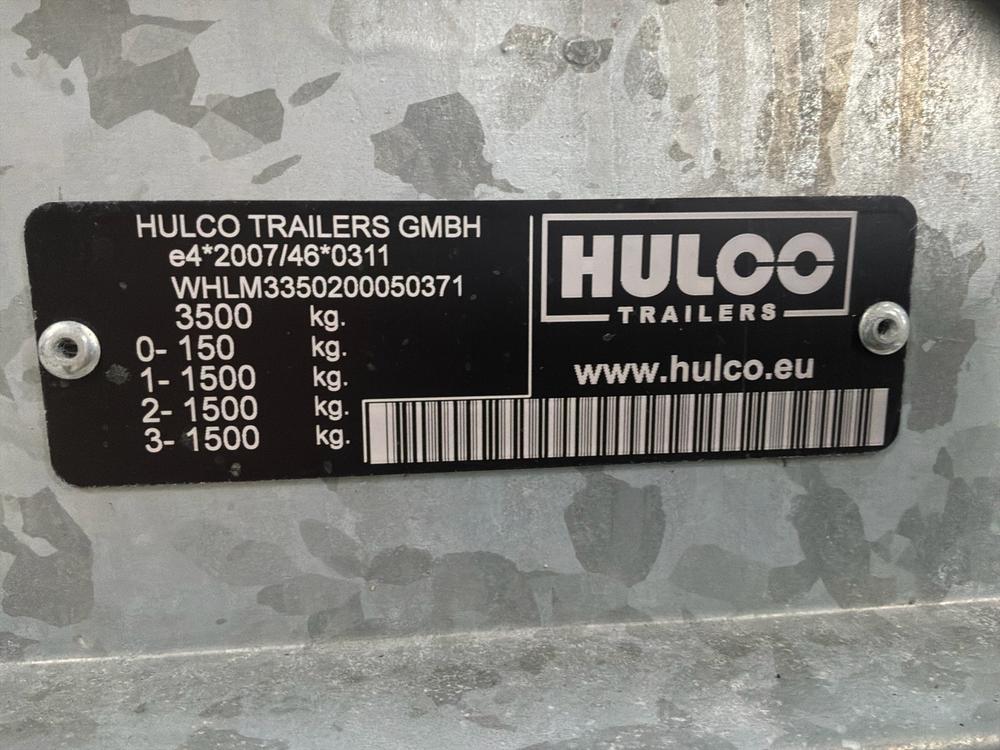 HULCO TRAILERS GMBH
e4*2007/46*0311
WHLM3350200050371
3500 kg.
0- 150 kg.
1- 1500 kg.
2- 1500 kg.
3- 1500 kg.
HULCO
TRAILERS
www.hulco.eu